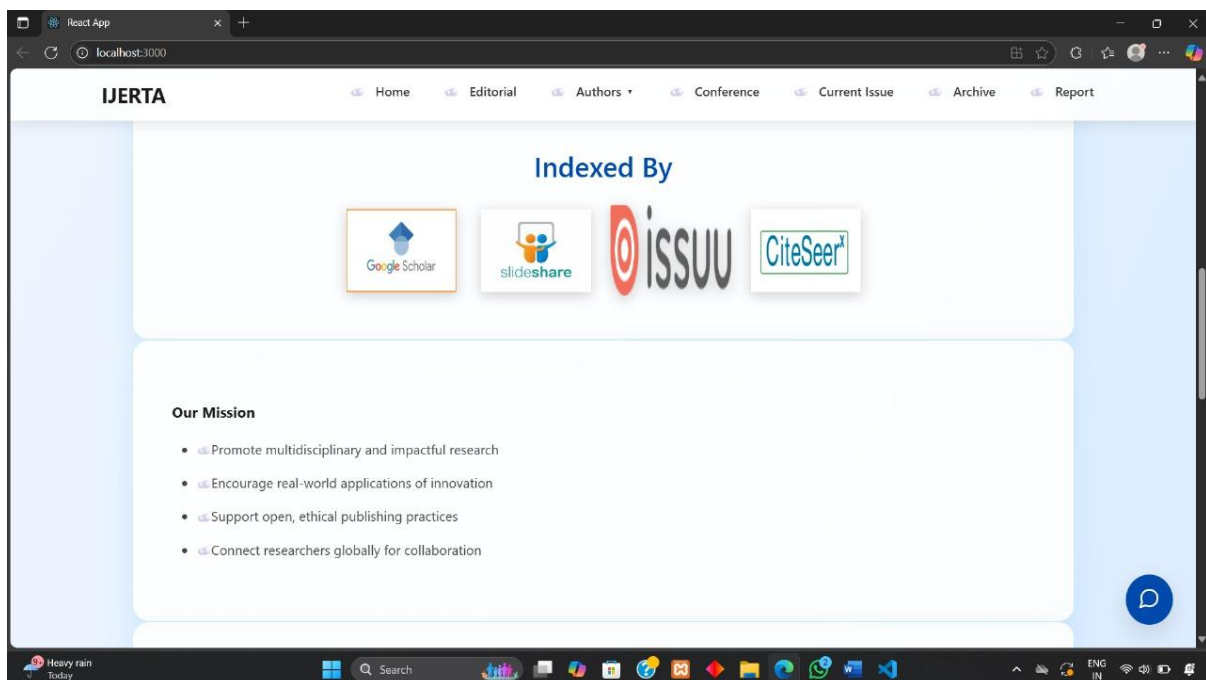 React App
localhost:3000
IJERTA Home Editorial Authors ▾ Conference Current Issue Archive Report
Indexed By
Google Scholar
slideshare
issuu
CiteSeerX
Our Mission
• Promote multidisciplinary and impactful research
• Encourage real-world applications of innovation
• Support open, ethical publishing practices
• Connect researchers globally for collaboration
Heavy rain
Today
Search
ENG
IN